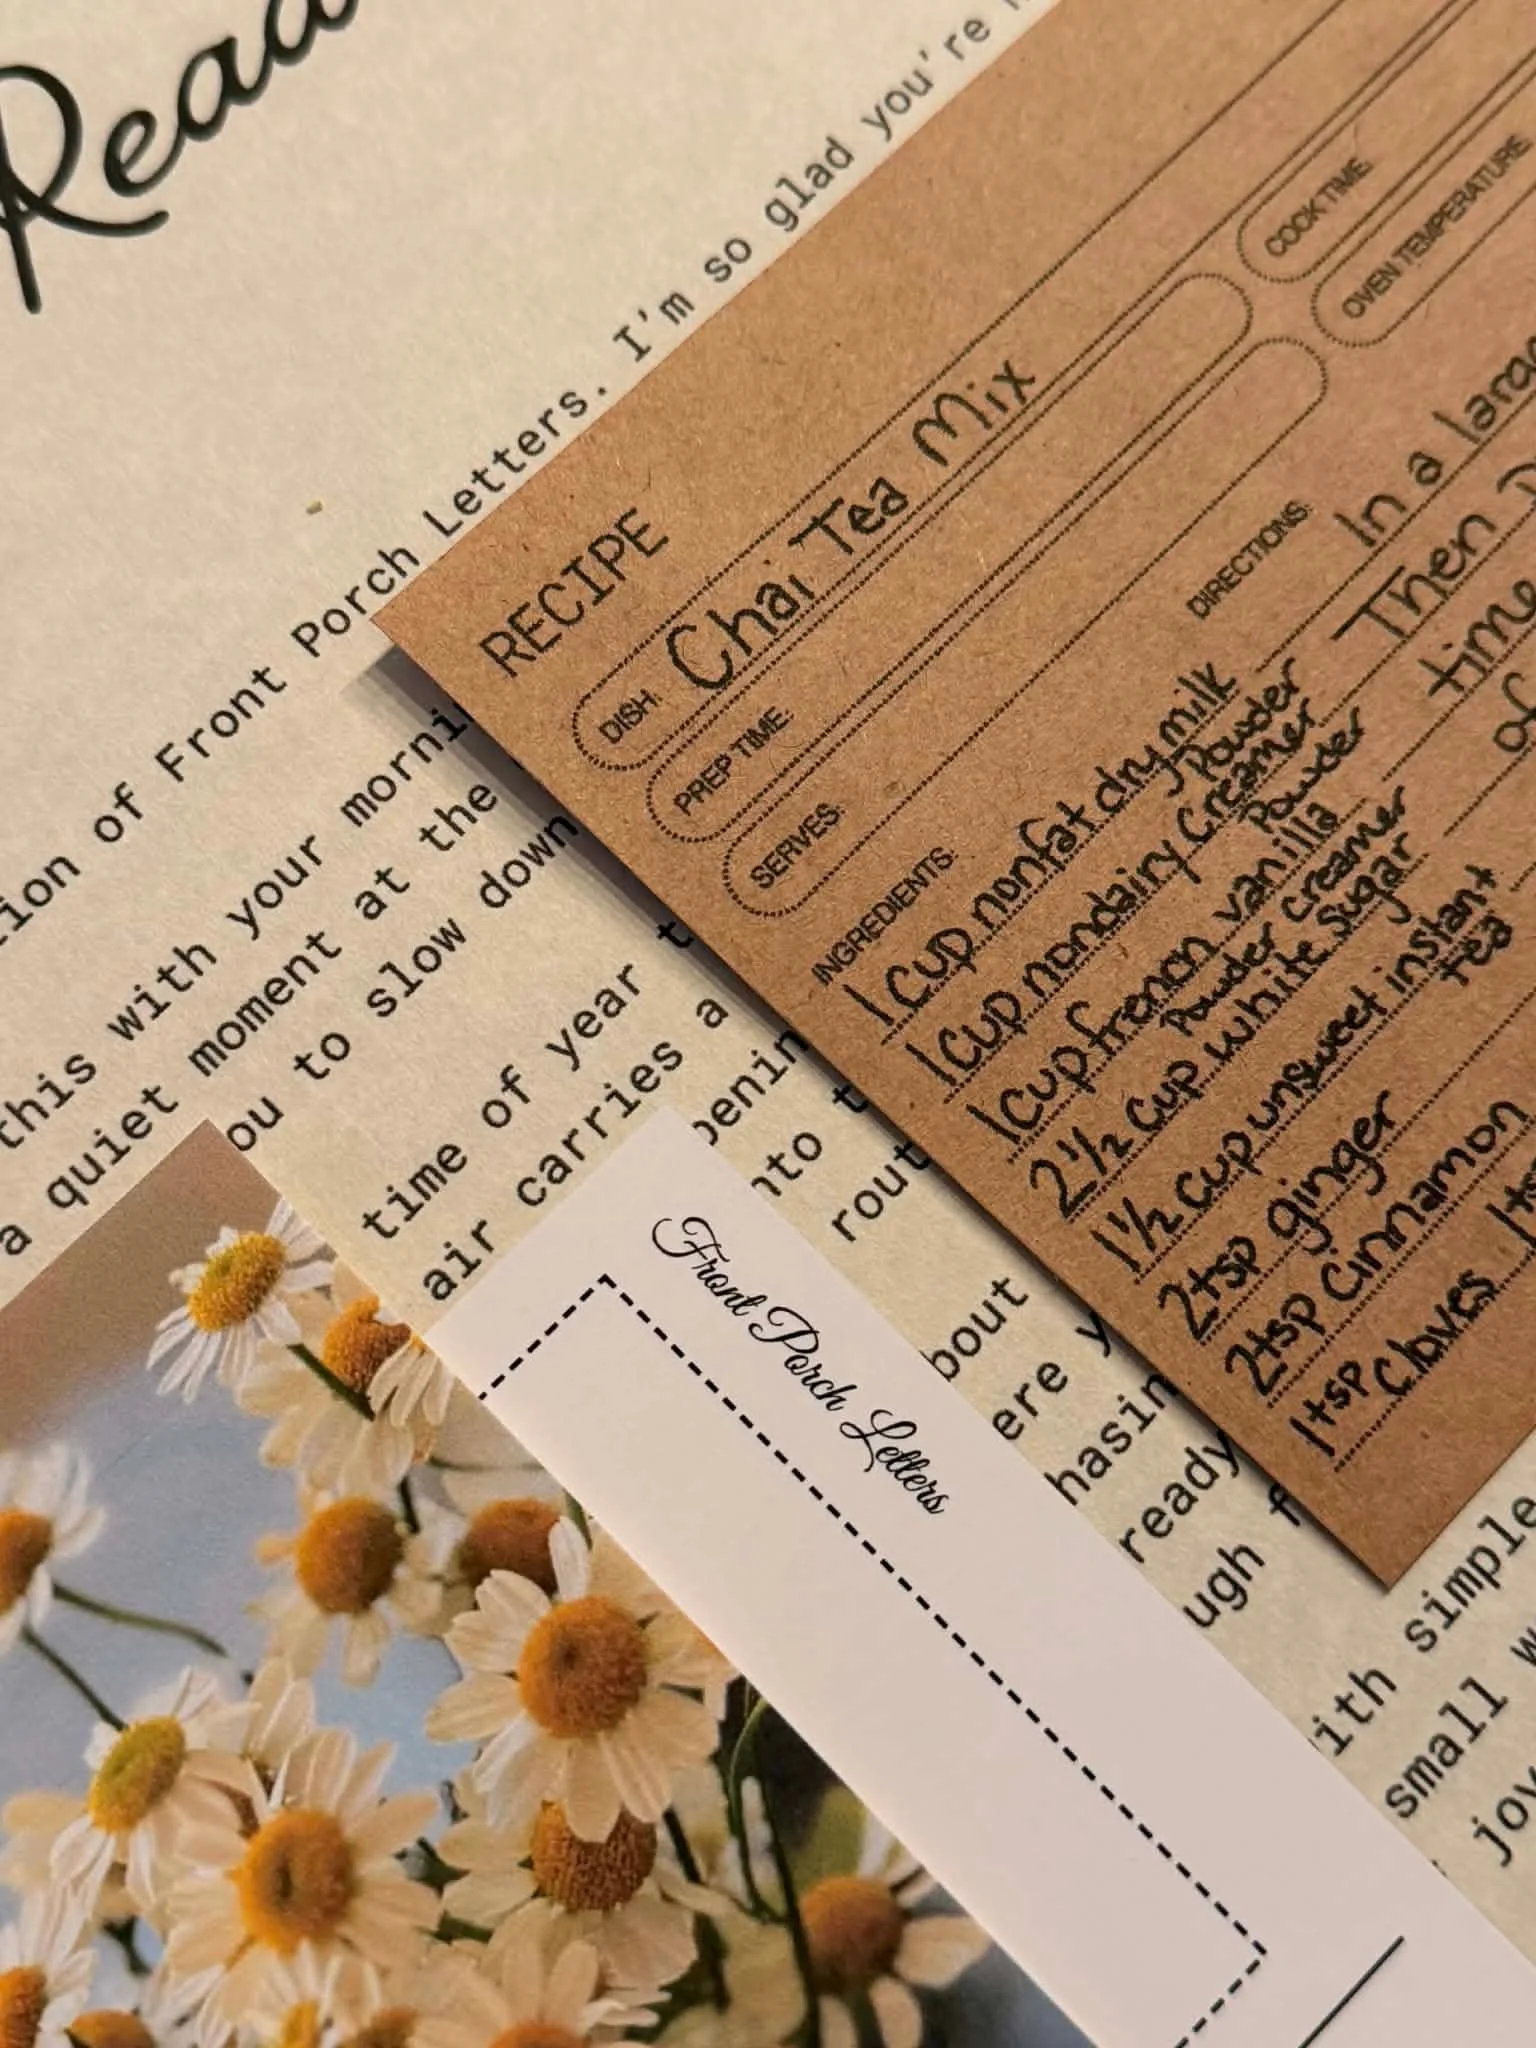 Read
tion of Front Porch Letters. I'm so glad you're
this with your morni
a quiet moment at the
ou to slow down
time of year t
air carries a
penin
nto t
rout
bout
ere y
hasin
ready
ugh f
ith simple
small w
joy
RECIPE
DISH: Chai Tea Mix
PREP TIME:
COOK TIME:
SERVES:
OVEN TEMPERATURE:
INGREDIENTS:
1 cup nonfat dry milk
Powder
1 cup nondairy Creamer
Powder
1 cup french vanilla
Powder creamer
2 1/2 cup white sugar
1 1/2 cup unsweet instant
tea
2 tsp ginger
2 tsp Cinnamon
1 tsp Cloves
DIRECTIONS:
In a large
Then
time
of
Front Porch Letters